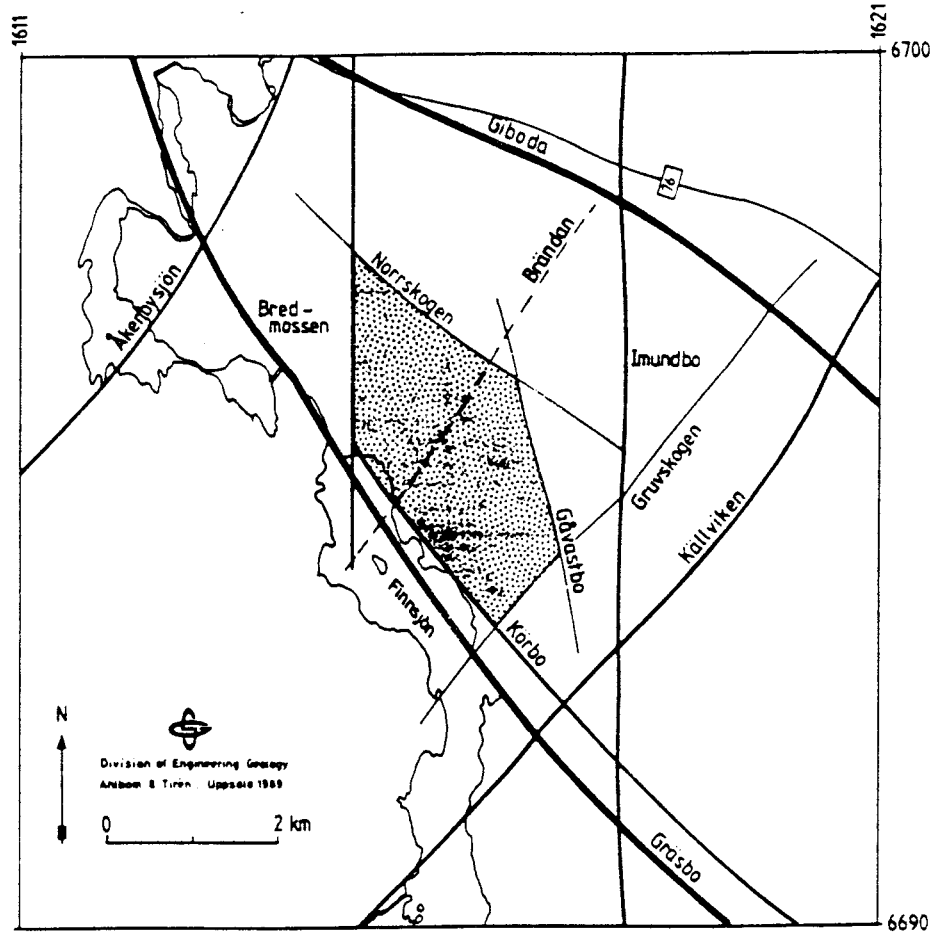 1611
1621
6700
Giboda
76
Brändan
Norrskogen
Åkerbysjön
Bred-
mossen
Imundbo
Gruvskogen
Källviken
Gåvastbo
Finnsjön
Körbo
N
Division of Engineering Geology
Ahlbom & Tirén. Uppsala 1989
0 2 km
Gräsbo
6690